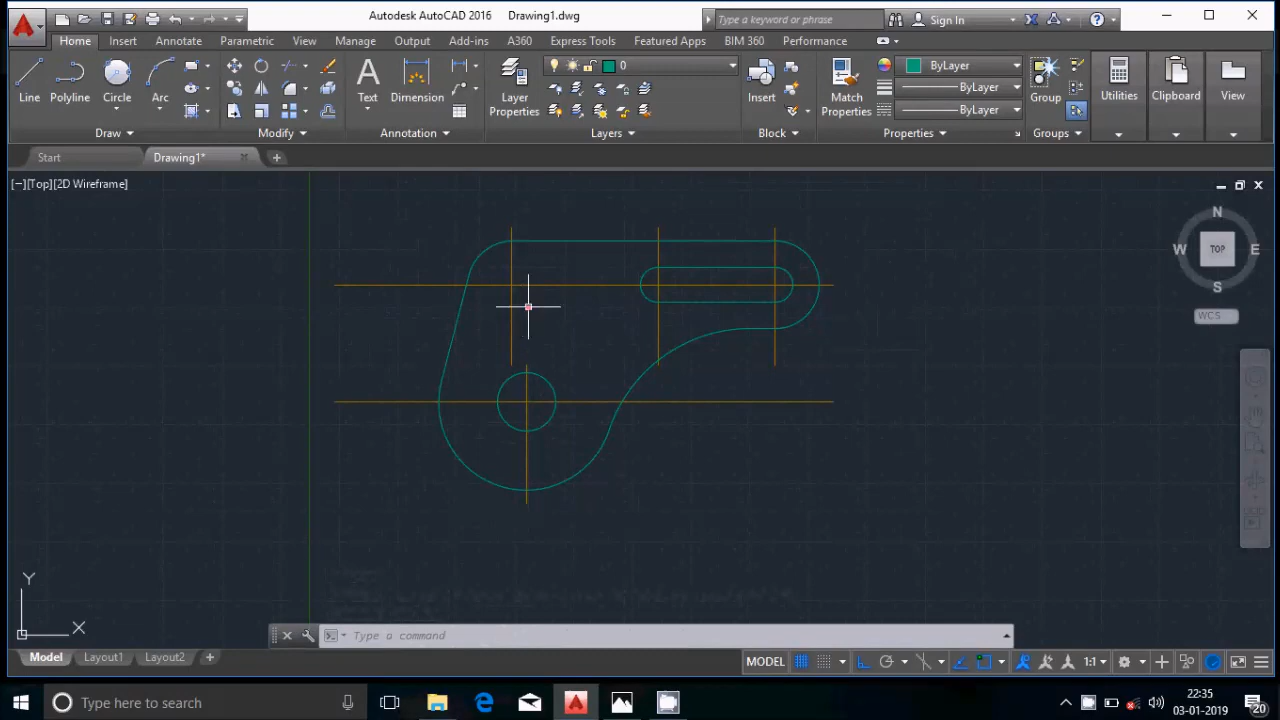 Autodesk AutoCAD 2016 Drawing1.dwg
Type a keyword or phrase
Sign In
Home Insert Annotate Parametric View Manage Output Add-ins A360 Express Tools Featured Apps BIM 360 Performance
Line Polyline Circle Arc
Text Dimension
Layer Properties
0
Insert
Match Properties
ByLayer
ByLayer
ByLayer
Group
Utilities
Clipboard
View
Draw Modify Annotation Layers Block Properties Groups
Start Drawing1*
[−][Top][2D Wireframe]
N
W TOP E
S
WCS
Y
X
Type a command
Model Layout1 Layout2
MODEL 1:1
Type here to search
22:35
03-01-2019
20